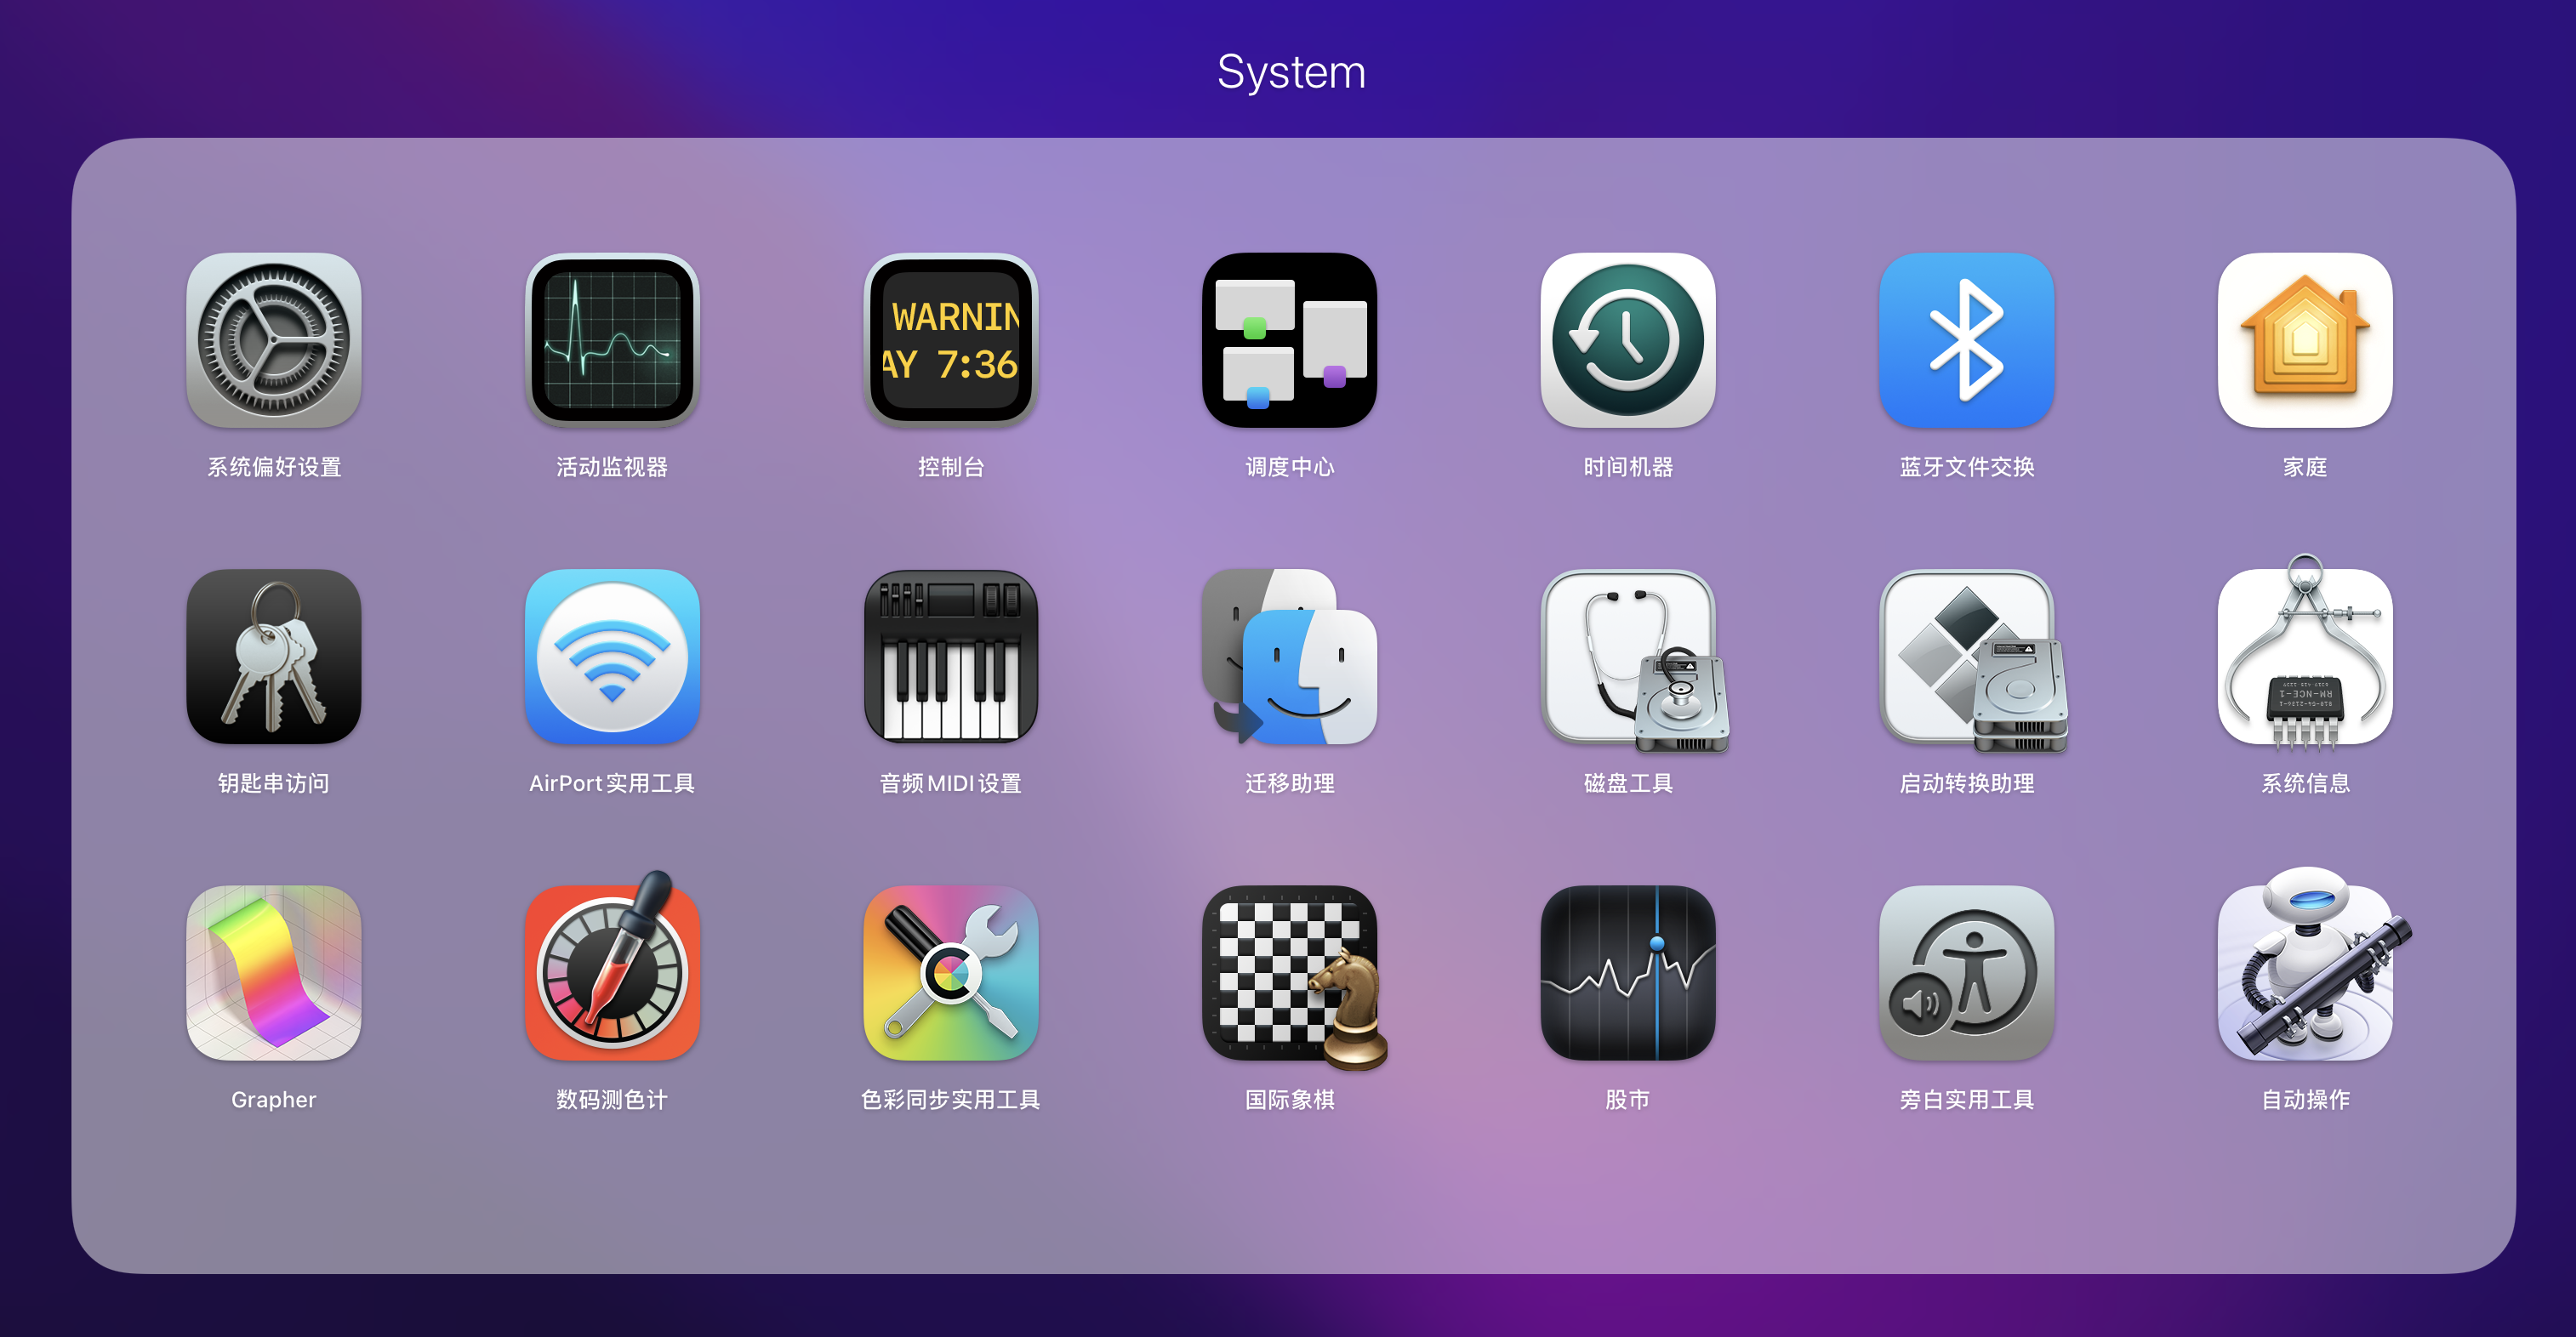 System
WARNIN
AY 7:36
系统偏好设置
活动监视器
控制台
调度中心
时间机器
蓝牙文件交换
家庭
钥匙串访问
AirPort实用工具
音频MIDI设置
迁移助理
磁盘工具
启动转换助理
系统信息
RM-NCE-1
Grapher
数码测色计
色彩同步实用工具
国际象棋
股市
旁白实用工具
自动操作